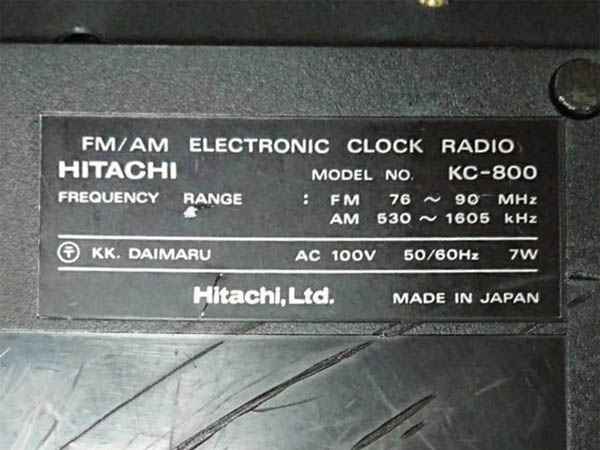 FM/AM ELECTRONIC CLOCK RADIO
HITACHI MODEL NO. KC-800
FREQUENCY RANGE : FM 76 ~ 90 MHz
AM 530 ~ 1605 kHz
〒 KK. DAIMARU AC 100V 50/60Hz 7W
Hitachi, Ltd. MADE IN JAPAN